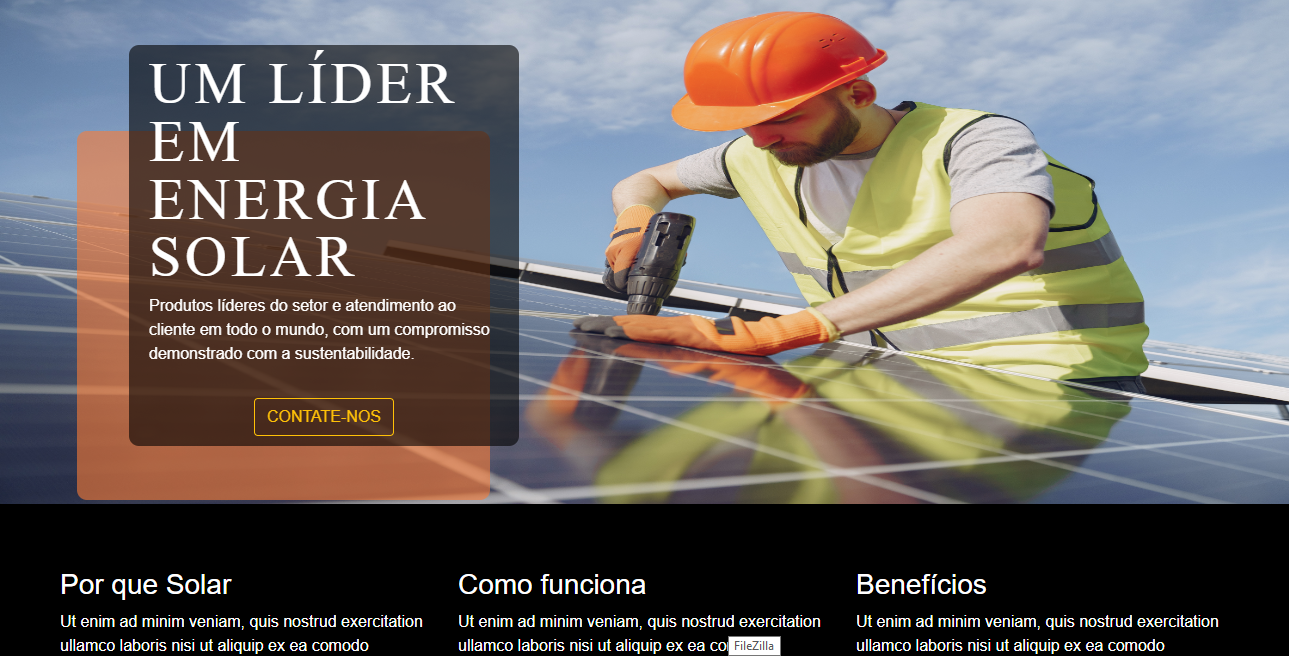 UM LÍDER
EM
ENERGIA
SOLAR
Produtos líderes do setor e atendimento ao
cliente em todo o mundo, com um compromisso
demonstrado com a sustentabilidade.
CONTATE-NOS
Por que Solar
Ut enim ad minim veniam, quis nostrud exercitation
ullamco laboris nisi ut aliquip ex ea comodo
Como funciona
Ut enim ad minim veniam, quis nostrud exercitation
ullamco laboris nisi ut aliquip ex ea
FileZilla
Benefícios
Ut enim ad minim veniam, quis nostrud exercitation
ullamco laboris nisi ut aliquip ex ea comodo